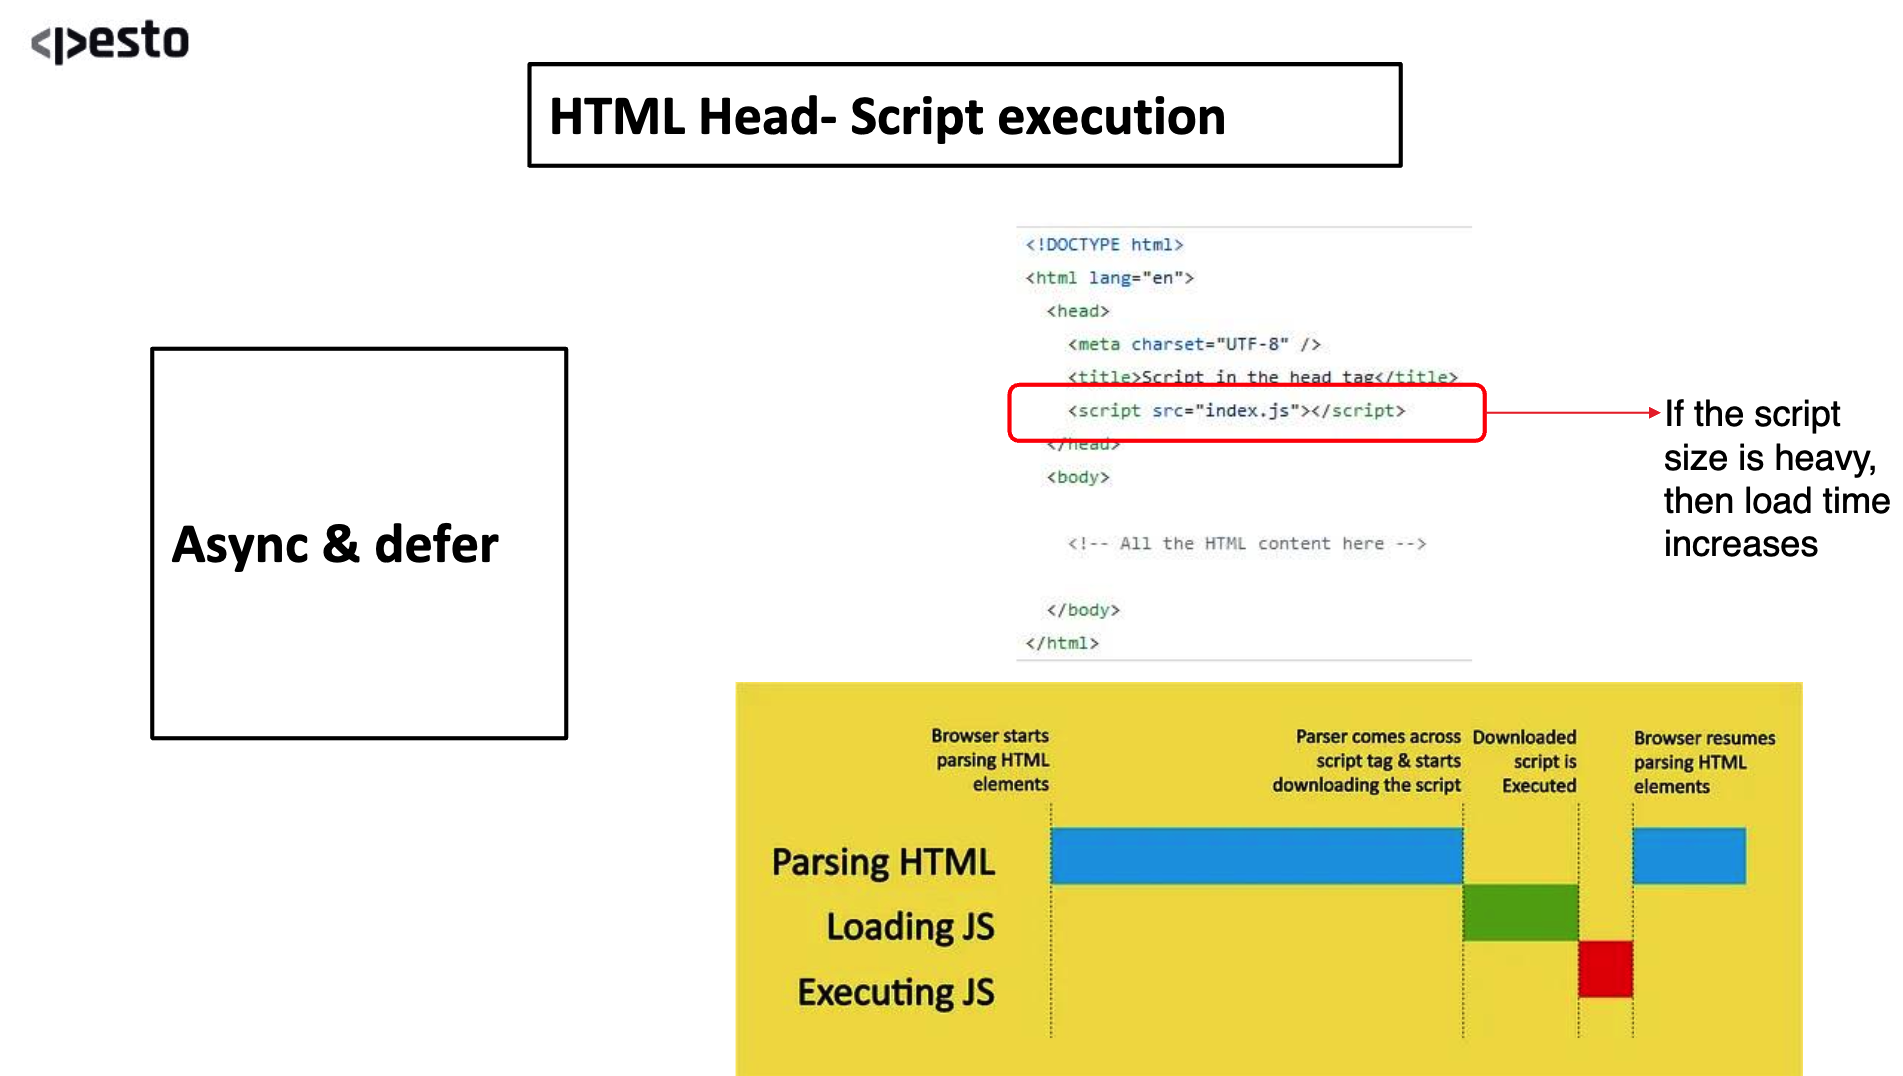 <|>esto
HTML Head- Script execution
<!DOCTYPE html>
<html lang="en">
<head>
<meta charset="UTF-8" />
<title>Script in the head tag</title>
<script src="index.js"></script>
</head>
<body>
<!-- All the HTML content here -->
</body>
</html>
If the script
size is heavy,
then load time
increases
Async & defer
Browser starts
parsing HTML
elements
Parser comes across
script tag & starts
downloading the script
Downloaded
script is
Executed
Browser resumes
parsing HTML
elements
Parsing HTML
Loading JS
Executing JS